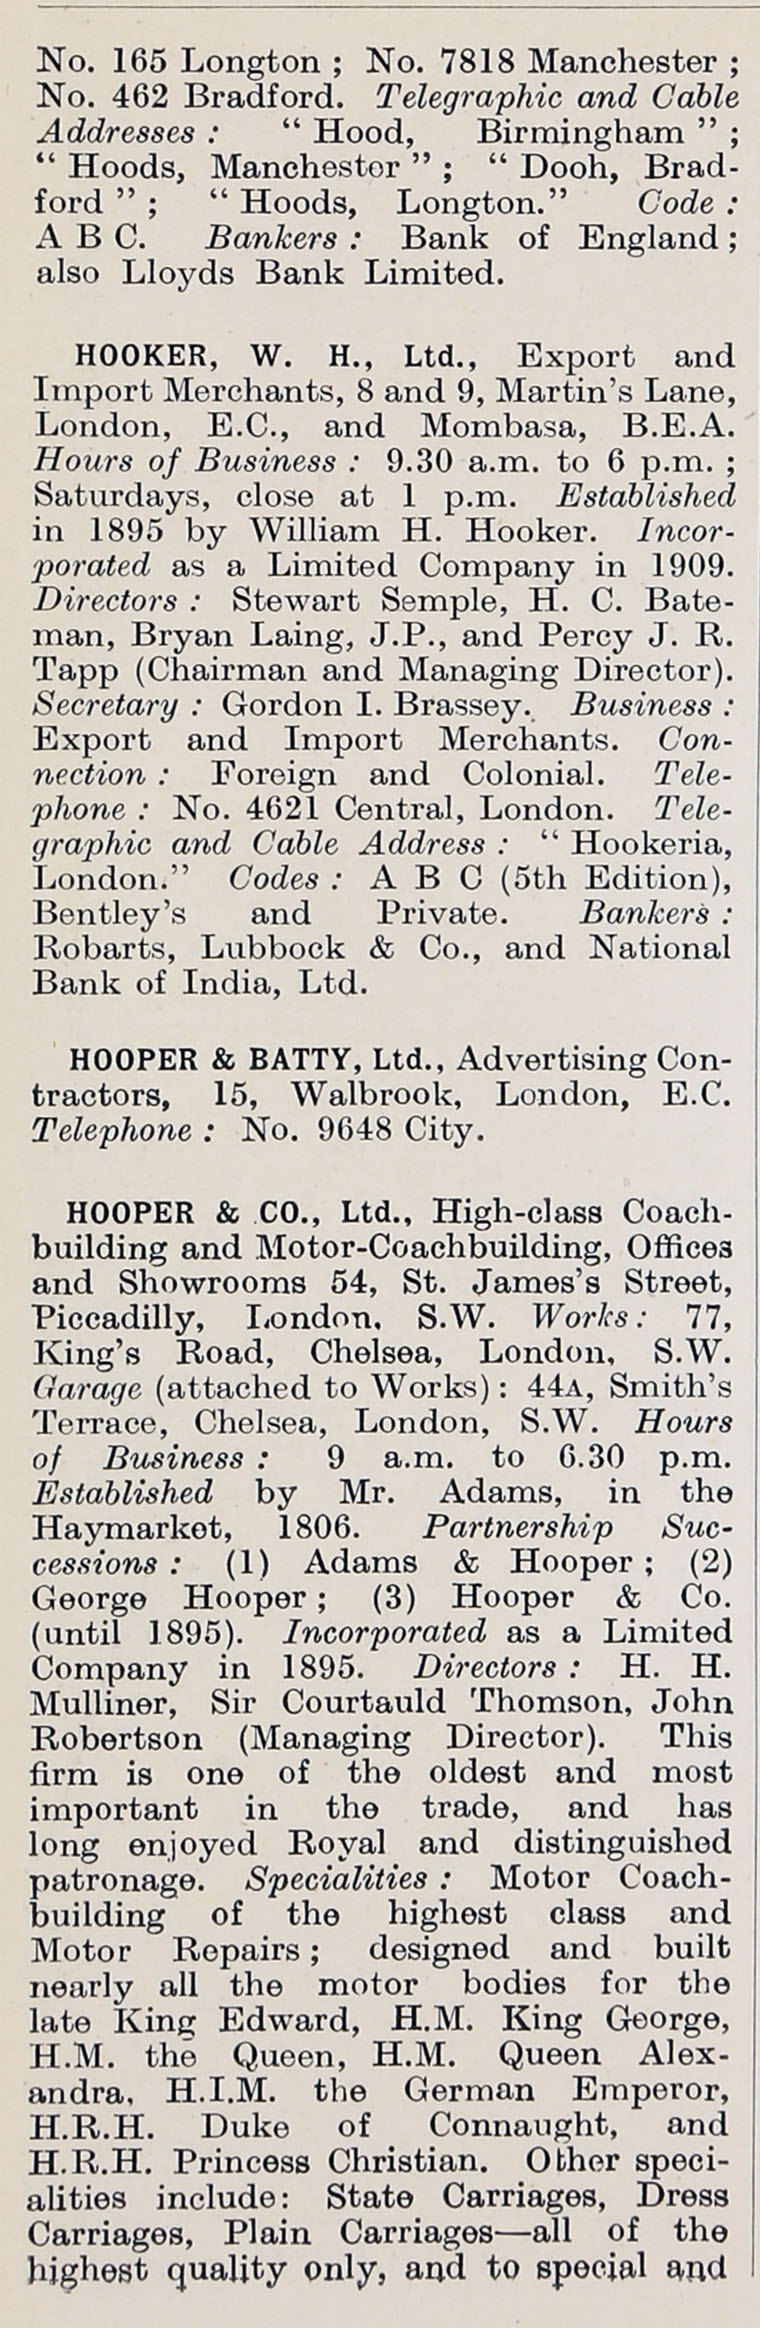 No. 165 Longton ; No. 7818 Manchester ;
No. 462 Bradford. Telegraphic and Cable
Addresses : “ Hood, Birmingham ” ;
“ Hoods, Manchester ” ; “ Dooh, Brad-
ford ” ; “ Hoods, Longton.” Code :
A B C. Bankers : Bank of England ;
also Lloyds Bank Limited.
HOOKER, W. H., Ltd., Export and
Import Merchants, 8 and 9, Martin’s Lane,
London, E.C., and Mombasa, B.E.A.
Hours of Business : 9.30 a.m. to 6 p.m. ;
Saturdays, close at 1 p.m. Established
in 1895 by William H. Hooker. Incor-
porated as a Limited Company in 1909.
Directors : Stewart Semple, H. C. Bate-
man, Bryan Laing, J.P., and Percy J. R.
Tapp (Chairman and Managing Director).
Secretary : Gordon I. Brassey. Business :
Export and Import Merchants. Con-
nection : Foreign and Colonial. Tele-
phone : No. 4621 Central, London. Tele-
graphic and Cable Address : “ Hookeria,
London.” Codes : A B C (5th Edition),
Bentley’s and Private. Bankers :
Robarts, Lubbock & Co., and National
Bank of India, Ltd.
HOOPER & BATTY, Ltd., Advertising Con-
tractors, 15, Walbrook, London, E.C.
Telephone : No. 9648 City.
HOOPER & CO., Ltd., High-class Coach-
building and Motor-Coachbuilding, Offices
and Showrooms 54, St. James’s Street,
Piccadilly, London, S.W. Works : 77,
King’s Road, Chelsea, London, S.W.
Garage (attached to Works) : 44A, Smith’s
Terrace, Chelsea, London, S.W. Hours
of Business : 9 a.m. to 6.30 p.m.
Established by Mr. Adams, in the
Haymarket, 1806. Partnership Suc-
cessions : (1) Adams & Hooper ; (2)
George Hooper ; (3) Hooper & Co.
(until 1895). Incorporated as a Limited
Company in 1895. Directors : H. H.
Mulliner, Sir Courtauld Thomson, John
Robertson (Managing Director). This
firm is one of the oldest and most
important in the trade, and has
long enjoyed Royal and distinguished
patronage. Specialities : Motor Coach-
building of the highest class and
Motor Repairs ; designed and built
nearly all the motor bodies for the
late King Edward, H.M. King George,
H.M. the Queen, H.M. Queen Alex-
andra, H.I.M. the German Emperor,
H.R.H. Duke of Connaught, and
H.R.H. Princess Christian. Other speci-
alities include: State Carriages, Dress
Carriages, Plain Carriages—all of the
highest quality only, and to special and